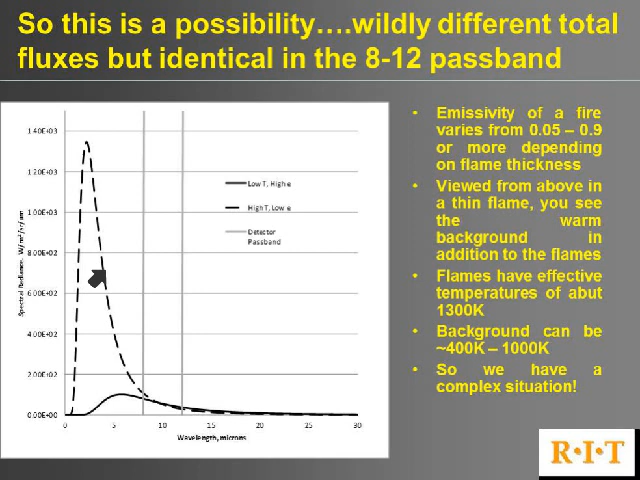 So this is a possibility….wildly different total
fluxes but identical in the 8-12 passband
1.40E+03
1.20E+03
1.00E+03
8.00E+02
6.00E+02
4.00E+02
2.00E+02
0.00E+00
Spectral Radiance. W/m²/sr/um
0 5 10 15 20 25 30
Wavelength, microns
Low T, High e
High T, Low e
Detector
Passband
• Emissivity of a fire
varies from 0.05 – 0.9
or more depending
on flame thickness
• Viewed from above in
a thin flame, you see
the warm
background in
addition to the flames
• Flames have effective
temperatures of abut
1300K
• Background can be
~400K – 1000K
• So we have a
complex situation!
R·I·T